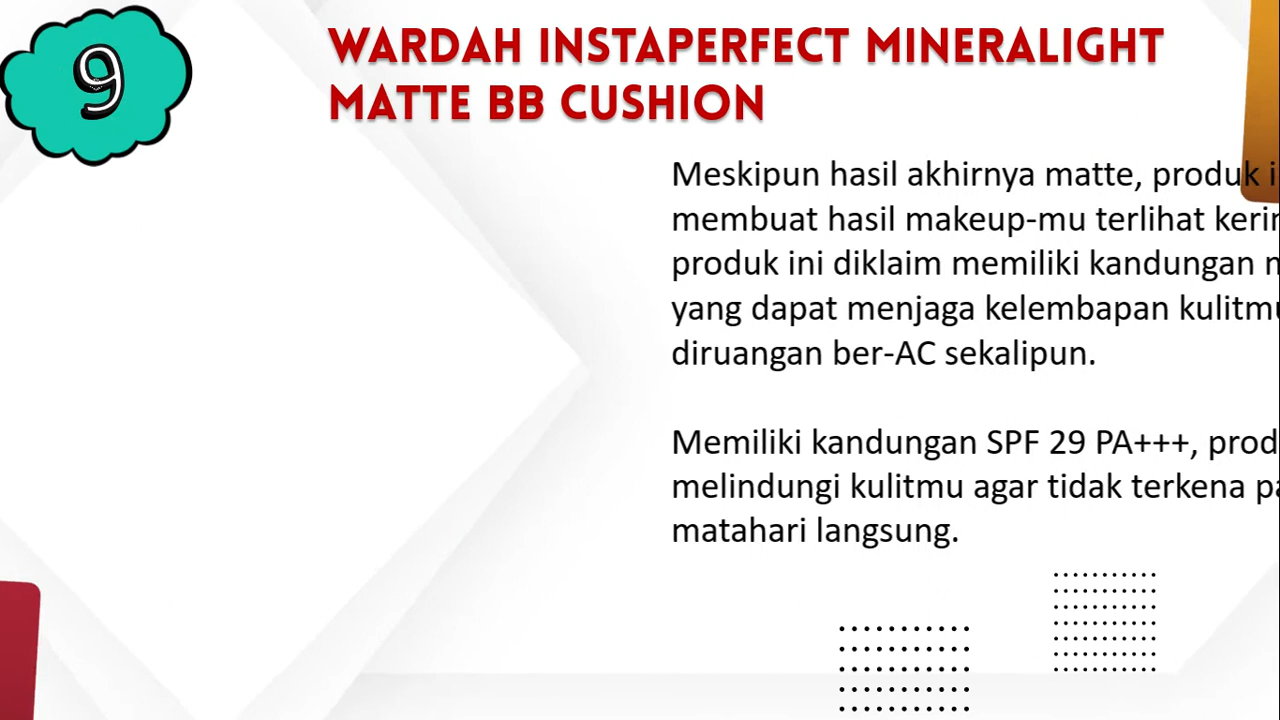 9
WARDAH INSTAPERFECT MINERALIGHT
MATTE BB CUSHION
Meskipun hasil akhirnya matte, produk
membuat hasil makeup-mu terlihat
produk ini diklaim memiliki kandungan
yang dapat menjaga kelembapan kulitmu
diruangan ber-AC sekalipun.
Memiliki kandungan SPF 29 PA+++,
melindungi kulitmu agar tidak terkena
matahari langsung.